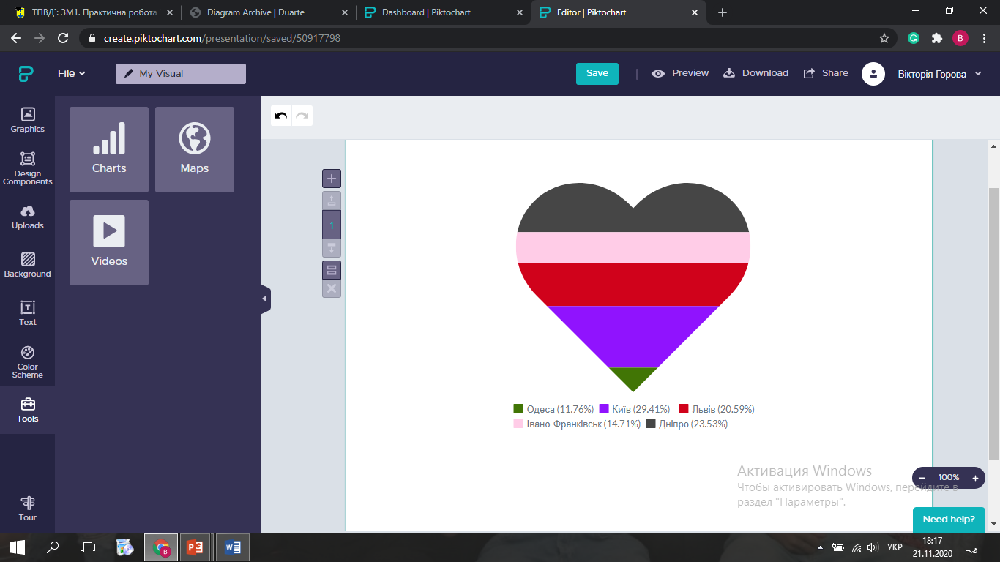 ТПВД`: ЗМ1. Практична робота
Diagram Archive | Duarte
Dashboard | Piktochart
Editor | Piktochart
create.piktochart.com/presentation/saved/50917798
B
File
My Visual
Save
Preview
Download
Share
Вікторія Горова
Graphics
Design
Components
Uploads
Background
Text
Color
Scheme
Tools
Tour
Charts
Maps
Videos
1
Одеса (11.76%) Київ (29.41%) Львів (20.59%)
Івано-Франківськ (14.71%) Дніпро (23.53%)
Активация Windows
Чтобы активировать Windows, перейдите в
раздел "Параметры".
100%
Need help?
УКР
18:17
21.11.2020